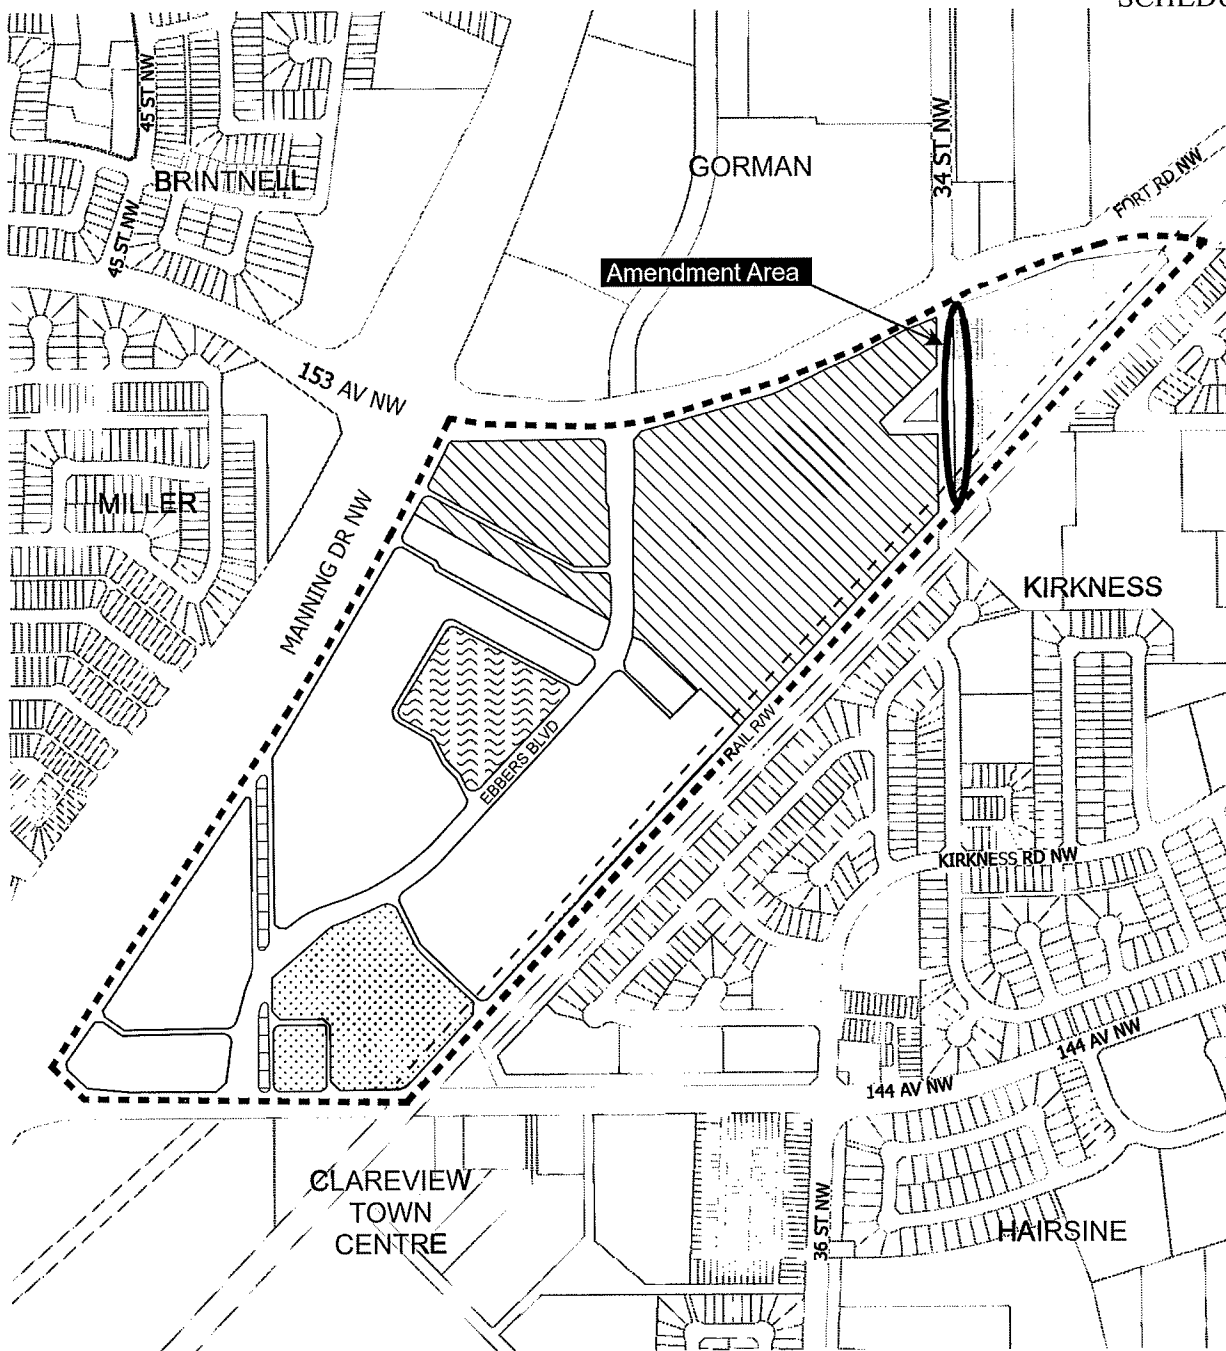 45 ST NW
BRINTNELL
45 ST NW
GORMAN
34 ST NW
FORT RD NW
Amendment Area
153 AV NW
MILLER
MANNING DR NW
KIRKNESS
RAIL R/W
EBBERS BLVD
KIRKNESS RD NW
144 AV NW
144 AV NW
CLAREVIEW
TOWN
CENTRE
36 ST NW
HAIRSINE